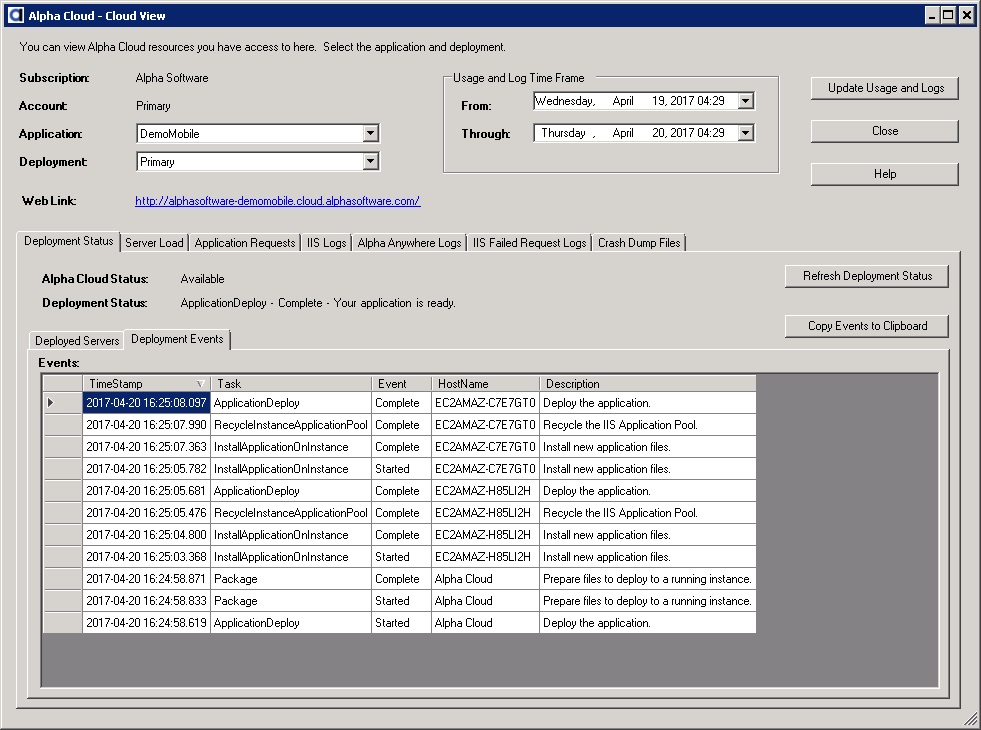 Alpha Cloud - Cloud View
You can view Alpha Cloud resources you have access to here. Select the application and deployment.
Subscription: Alpha Software
Account: Primary
Application: DemoMobile
Deployment: Primary
Usage and Log Time Frame
From: Wednesday, April 19, 2017 04:29
Through: Thursday , April 20, 2017 04:29
Update Usage and Logs
Close
Help
Web Link: http://alphasoftware-demomobile.cloud.alphasoftware.com/
Deployment Status Server Load Application Requests IIS Logs Alpha Anywhere Logs IIS Failed Request Logs Crash Dump Files
Alpha Cloud Status: Available
Deployment Status: ApplicationDeploy - Complete - Your application is ready.
Refresh Deployment Status
Copy Events to Clipboard
Deployed Servers Deployment Events
Events:
TimeStamp Task Event HostName Description
2017-04-20 16:25:08.097 ApplicationDeploy Complete EC2AMAZ-C7E7GT0 Deploy the application.
2017-04-20 16:25:07.990 RecycleInstanceApplicationPool Complete EC2AMAZ-C7E7GT0 Recycle the IIS Application Pool.
2017-04-20 16:25:07.363 InstallApplicationOnInstance Complete EC2AMAZ-C7E7GT0 Install new application files.
2017-04-20 16:25:05.782 InstallApplicationOnInstance Started EC2AMAZ-C7E7GT0 Install new application files.
2017-04-20 16:25:05.681 ApplicationDeploy Complete EC2AMAZ-H85LI2H Deploy the application.
2017-04-20 16:25:05.476 RecycleInstanceApplicationPool Complete EC2AMAZ-H85LI2H Recycle the IIS Application Pool.
2017-04-20 16:25:04.800 InstallApplicationOnInstance Complete EC2AMAZ-H85LI2H Install new application files.
2017-04-20 16:25:03.368 InstallApplicationOnInstance Started EC2AMAZ-H85LI2H Install new application files.
2017-04-20 16:24:58.871 Package Complete Alpha Cloud Prepare files to deploy to a running instance.
2017-04-20 16:24:58.833 Package Started Alpha Cloud Prepare files to deploy to a running instance.
2017-04-20 16:24:58.619 ApplicationDeploy Started Alpha Cloud Deploy the application.